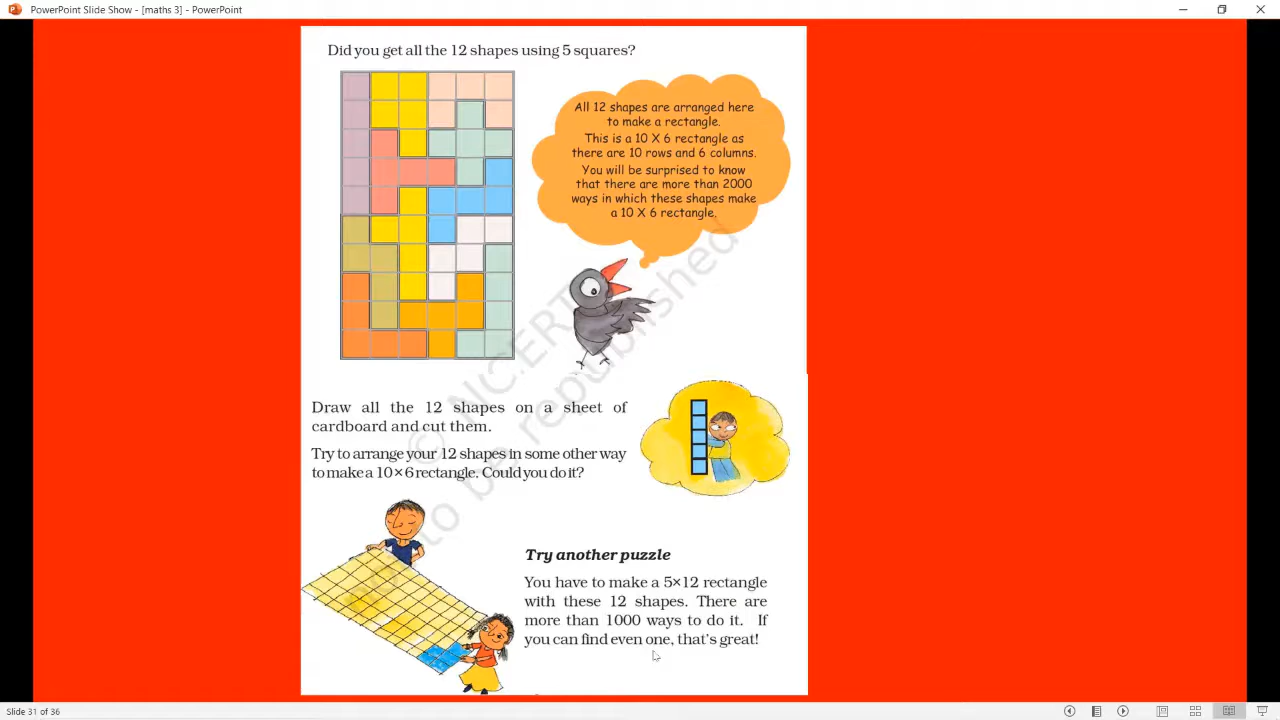 PowerPoint Slide Show - [maths 3] - PowerPoint
Did you get all the 12 shapes using 5 squares?
All 12 shapes are arranged here
to make a rectangle.
This is a 10 X 6 rectangle as
there are 10 rows and 6 columns.
You will be surprised to know
that there are more than 2000
ways in which these shapes make
a 10 X 6 rectangle.
Draw all the 12 shapes on a sheet of
cardboard and cut them.
Try to arrange your 12 shapes in some other way
to make a 10×6 rectangle. Could you do it?
Try another puzzle
You have to make a 5×12 rectangle
with these 12 shapes. There are
more than 1000 ways to do it. If
you can find even one, that's great!
© NCERT
to be republished
Slide 31 of 36